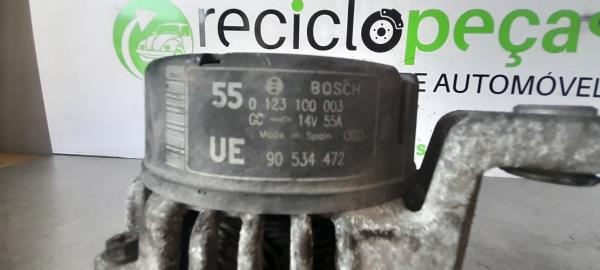 reciclopeça
E AUTOMÓVEL
55 BOSCH
0 123 100 003
GC 14V 55A
Made in Spain
UE 90 534 472